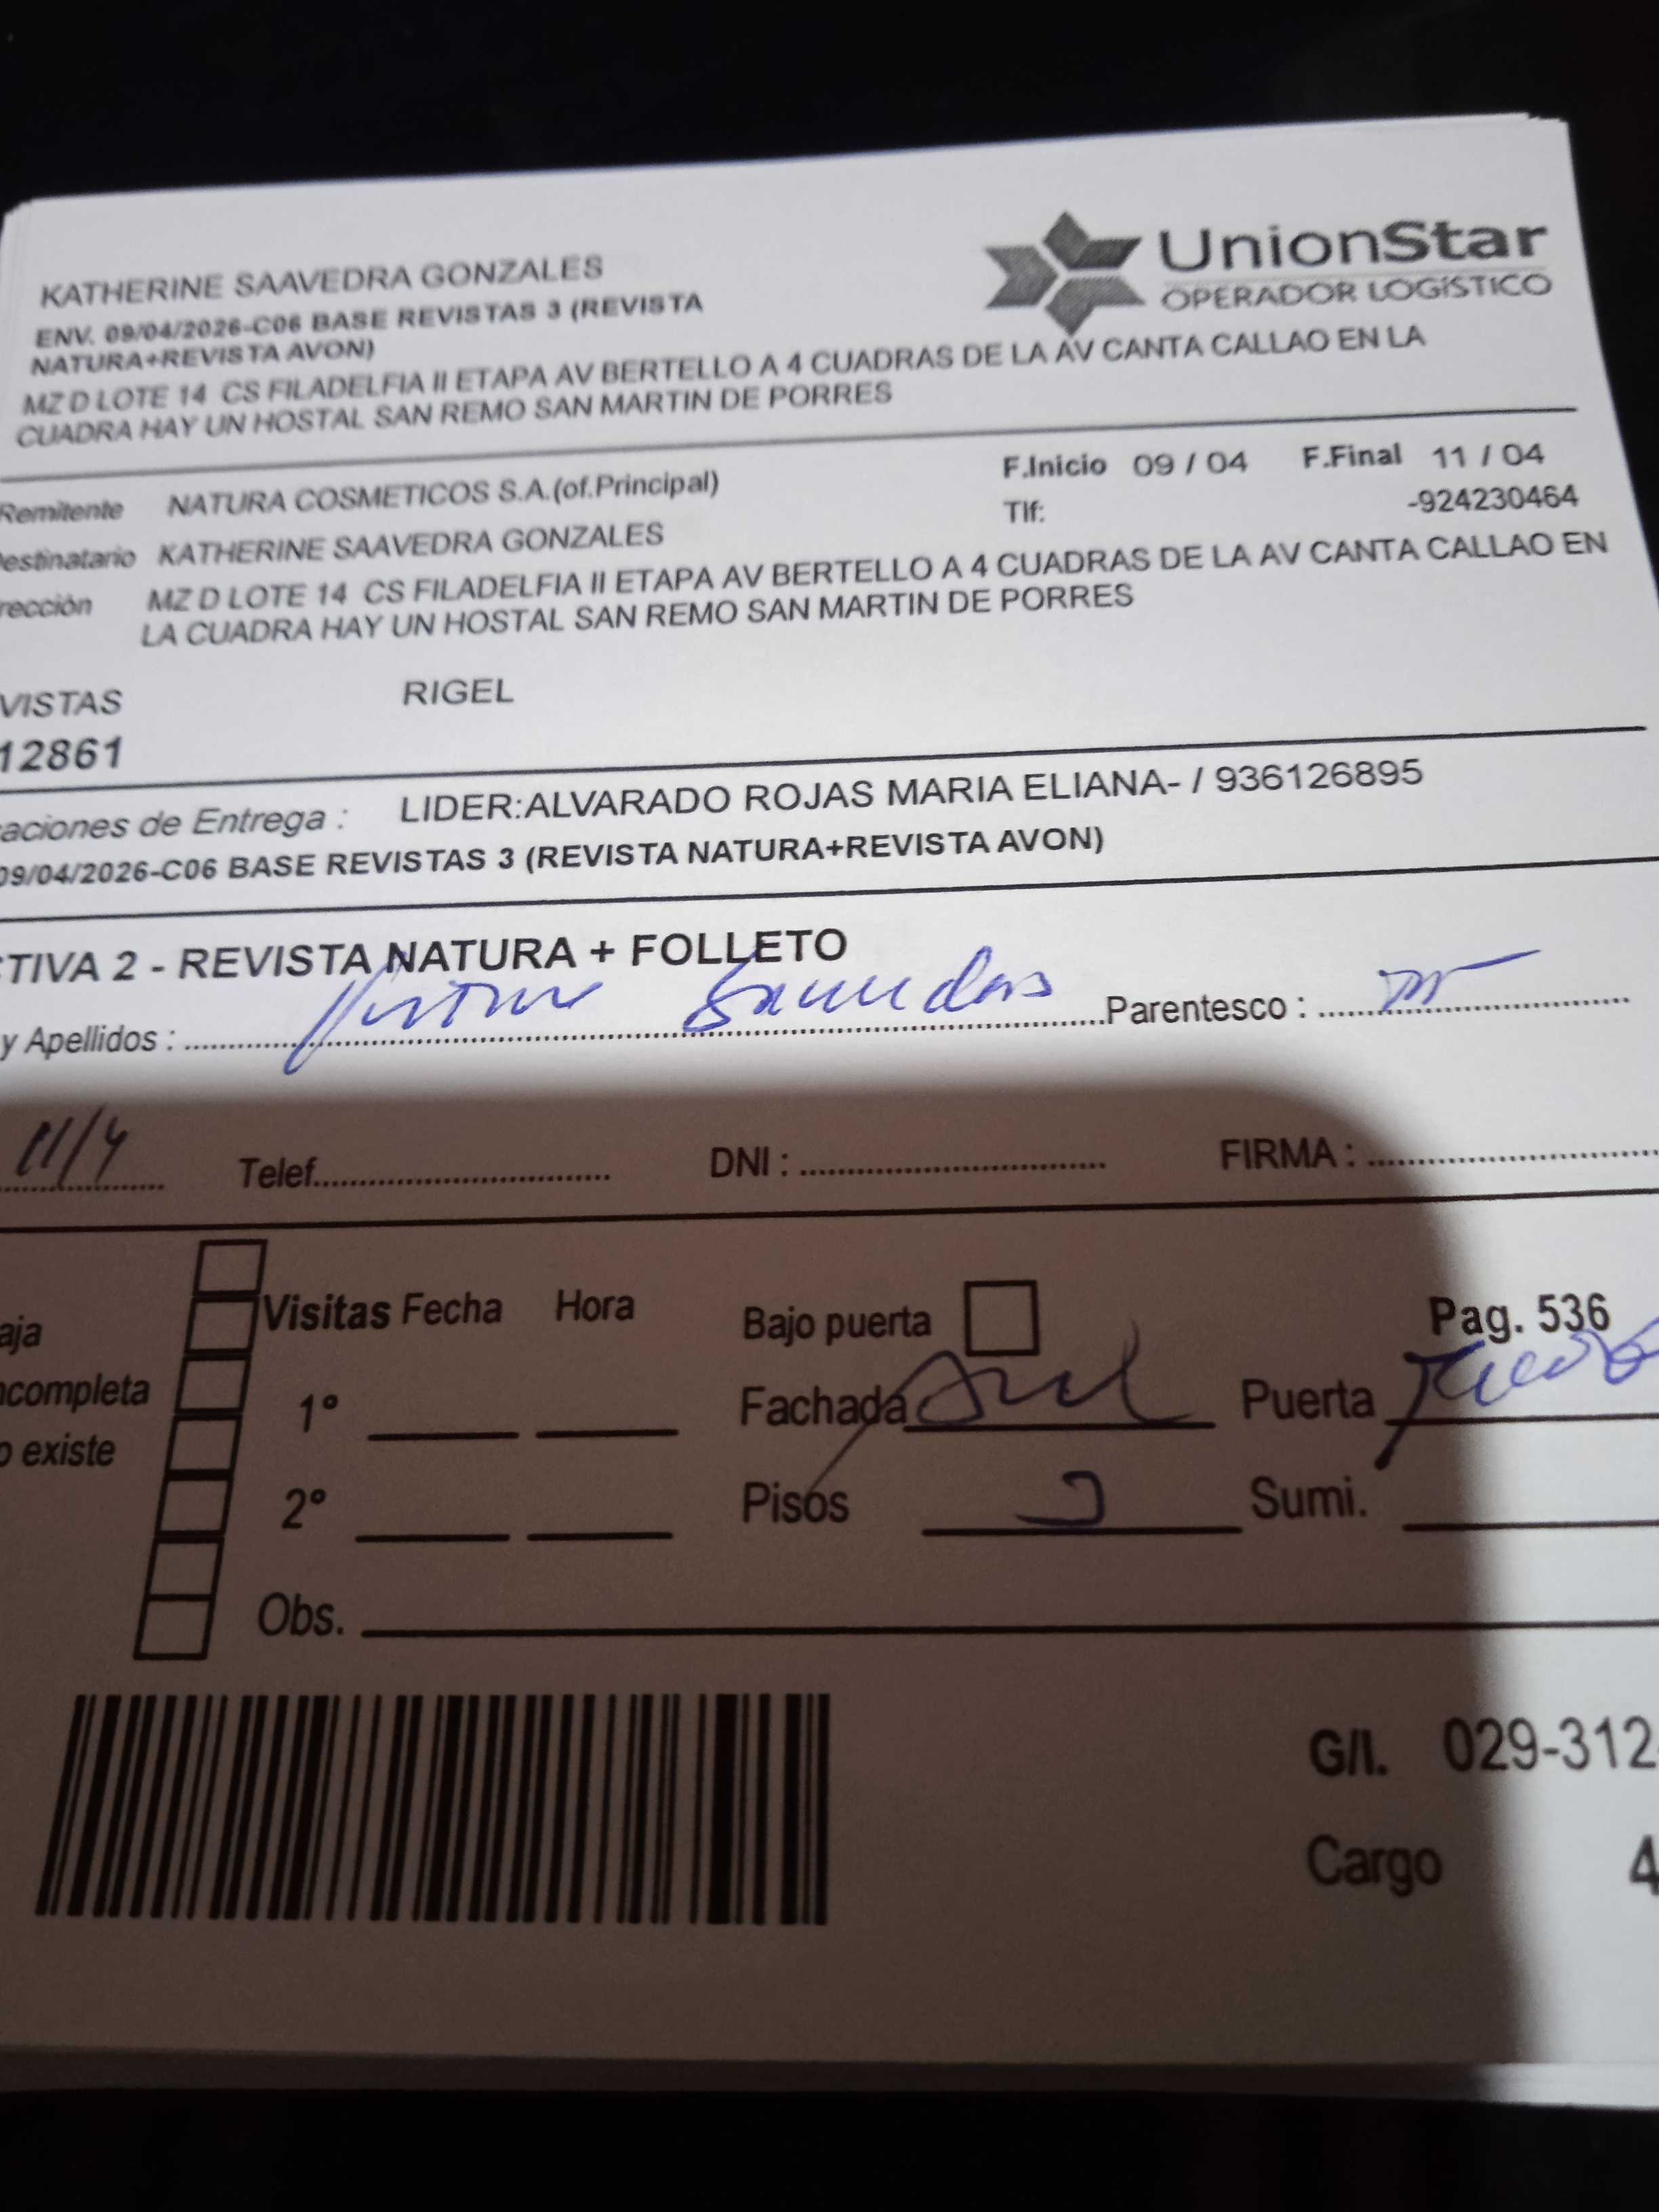 UnionStar
OPERADOR LOGÍSTICO
KATHERINE SAAVEDRA GONZALES
ENV. 09/04/2026-C06 BASE REVISTAS 3 (REVISTA
NATURA+REVISTA AVON)
MZ D LOTE 14 CS FILADELFIA II ETAPA AV BERTELLO A 4 CUADRAS DE LA AV CANTA CALLAO EN LA
CUADRA HAY UN HOSTAL SAN REMO SAN MARTIN DE PORRES
Remitente NATURA COSMETICOS S.A.(of.Principal) F.Inicio 09 / 04 F.Final 11 / 04
Tlf: -924230464
estinatario KATHERINE SAAVEDRA GONZALES
rección MZ D LOTE 14 CS FILADELFIA II ETAPA AV BERTELLO A 4 CUADRAS DE LA AV CANTA CALLAO EN
LA CUADRA HAY UN HOSTAL SAN REMO SAN MARTIN DE PORRES
VISTAS RIGEL
12861
aciones de Entrega : LIDER:ALVARADO ROJAS MARIA ELIANA- / 936126895
09/04/2026-C06 BASE REVISTAS 3 (REVISTA NATURA+REVISTA AVON)
TIVA 2 - REVISTA NATURA + FOLLETO
y Apellidos : Parentesco :
11/4 Telef. DNI : FIRMA :
Visitas Fecha Hora Bajo puerta Pag. 536
aja
ncompleta 1° Fachada Puerta
o existe
2° Pisos Sumi.
Obs.
G/I. 029-312
Cargo 4